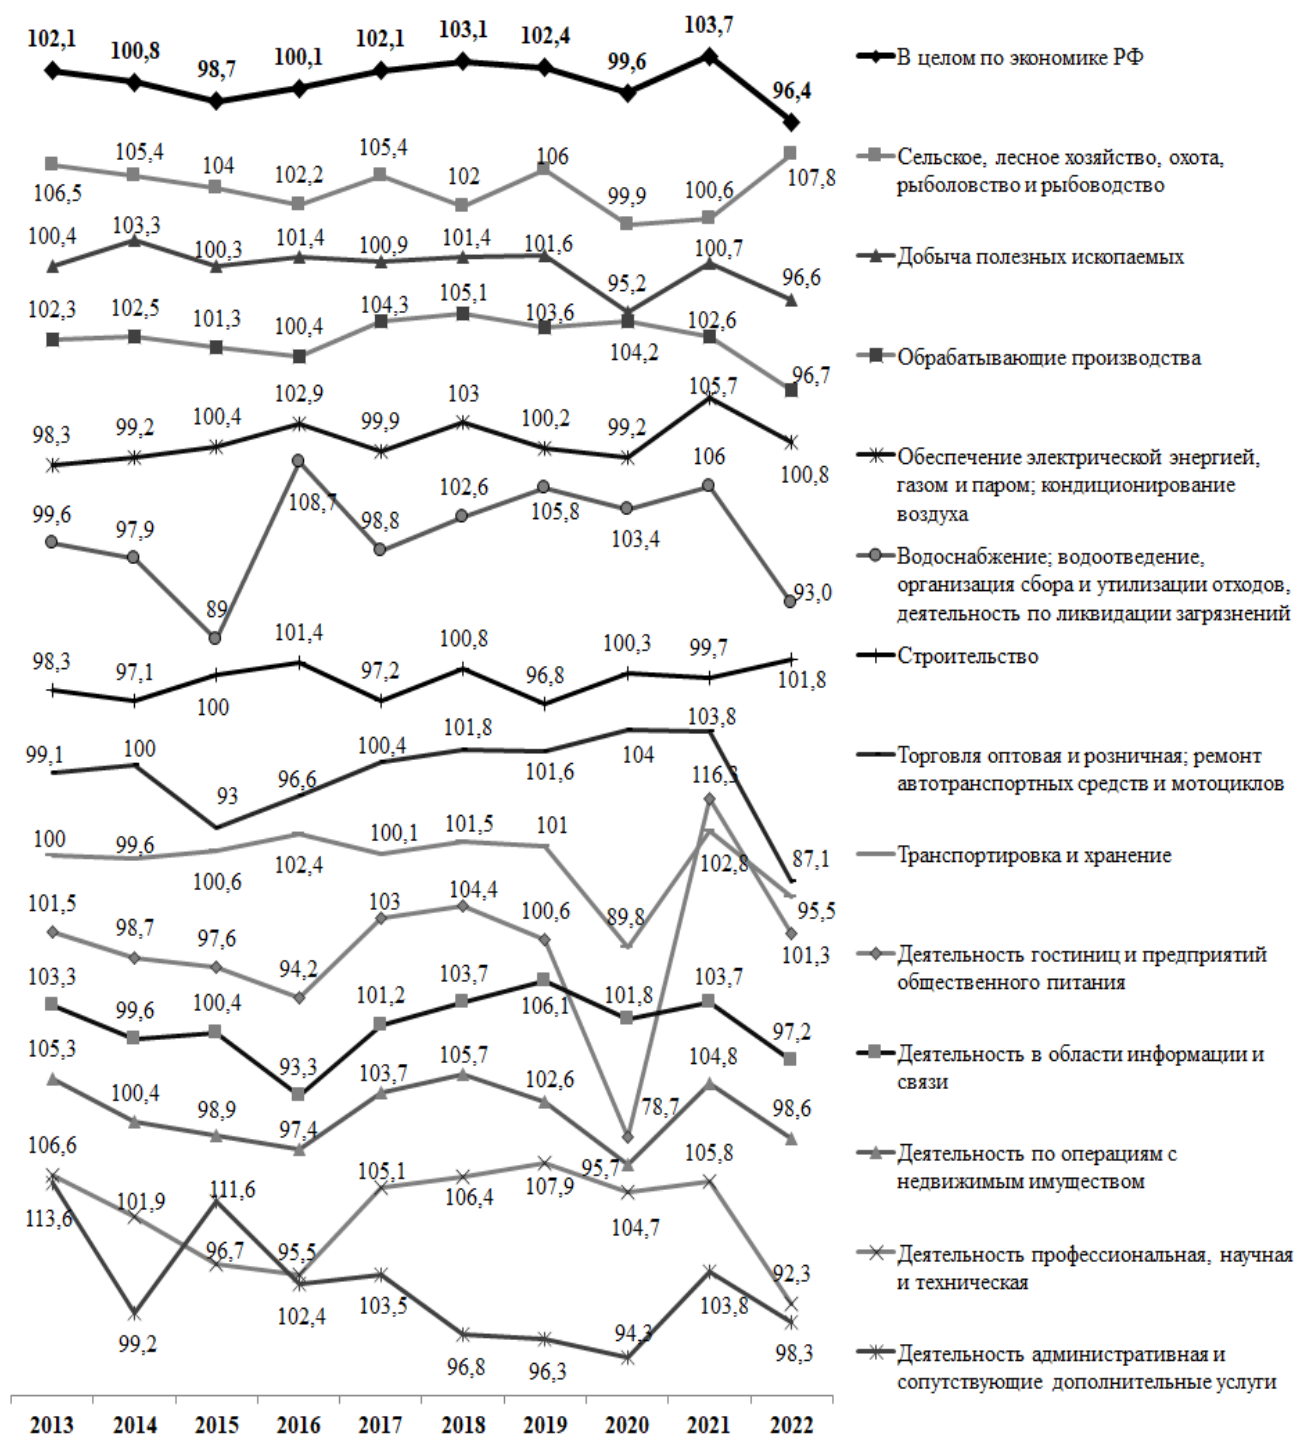 102,1 100,8 98,7 100,1 102,1 103,1 102,4 99,6 103,7 96,4
В целом по экономике РФ
106,5 105,4 104 102,2 105,4 102 106 99,9 100,6 107,8
Сельское, лесное хозяйство, охота,
рыболовство и рыбоводство
100,4 103,3 100,3 101,4 100,9 101,4 101,6 95,2 100,7 96,6
Добыча полезных ископаемых
102,3 102,5 101,3 100,4 104,3 105,1 103,6 104,2 102,6 96,7
Обрабатывающие производства
98,3 99,2 100,4 102,9 99,9 103 100,2 99,2 105,7 100,8
Обеспечение электрической энергией,
газом и паром; кондиционирование
воздуха
99,6 97,9 89 108,7 98,8 102,6 105,8 103,4 106 93,0
Водоснабжение; водоотведение,
организация сбора и утилизации отходов,
деятельность по ликвидации загрязнений
98,3 97,1 100 101,4 97,2 100,8 96,8 100,3 99,7 101,8
Строительство
99,1 100 93 96,6 100,4 101,8 101,6 104 103,8 87,1
Торговля оптовая и розничная; ремонт
автотранспортных средств и мотоциклов
100 99,6 100,6 102,4 100,1 101,5 101 89,8 102,8 95,5
Транспортировка и хранение
101,5 98,7 97,6 94,2 103 104,4 100,6 78,7 116,3 101,3
Деятельность гостиниц и предприятий
общественного питания
103,3 99,6 100,4 93,3 101,2 103,7 106,1 101,8 103,7 97,2
Деятельность в области информации и
связи
105,3 100,4 98,9 97,4 103,7 105,7 102,6 95,7 104,8 98,6
Деятельность по операциям с
недвижимым имуществом
106,6 101,9 96,7 95,5 105,1 106,4 107,9 104,7 105,8 92,3
Деятельность профессиональная, научная
и техническая
113,6 99,2 111,6 102,4 103,5 96,8 96,3 94,3 103,8 98,3
Деятельность административная и
сопутствующие дополнительные услуги
2013 2014 2015 2016 2017 2018 2019 2020 2021 2022